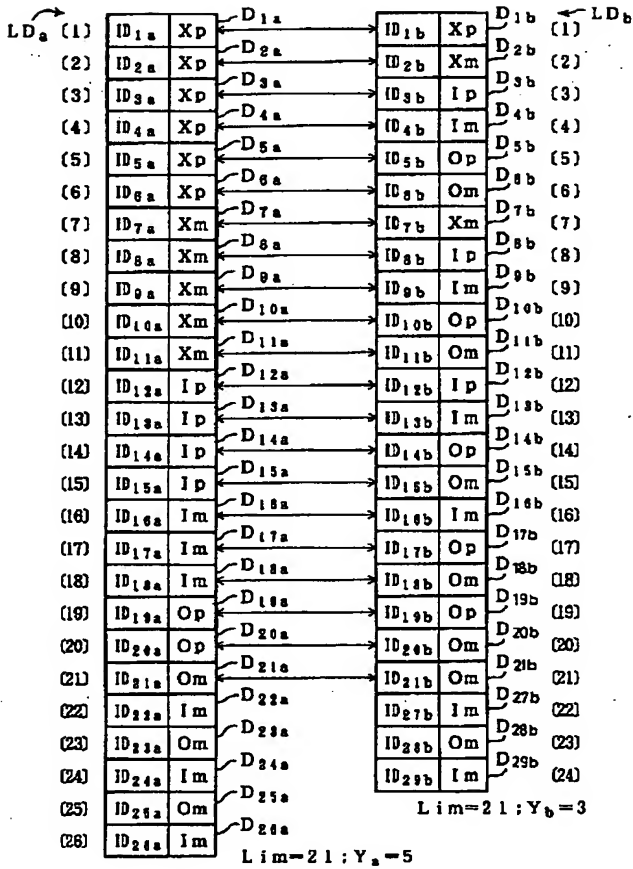 LDa LDb
(1) ID1a Xp D1a ID1b Xp D1b (1)
(2) ID2a Xp D2a ID2b Xm D2b (2)
(3) ID3a Xp D3a ID3b Ip D3b (3)
(4) ID4a Xp D4a ID4b Im D4b (4)
(5) ID5a Xp D5a ID5b Op D5b (5)
(6) ID6a Xp D6a ID6b Om D6b (6)
(7) ID7a Xm D7a ID7b Xm D7b (7)
(8) ID8a Xm D8a ID8b Ip D8b (8)
(9) ID9a Xm D9a ID9b Im D9b (9)
(10) ID10a Xm D10a ID10b Op D10b (10)
(11) ID11a Xm D11a ID11b Om D11b (11)
(12) ID12a Ip D12a ID12b Ip D12b (12)
(13) ID13a Ip D13a ID13b Im D13b (13)
(14) ID14a Ip D14a ID14b Op D14b (14)
(15) ID15a Ip D15a ID15b Om D15b (15)
(16) ID16a Im D16a ID16b Im D16b (16)
(17) ID17a Im D17a ID17b Op D17b (17)
(18) ID18a Im D18a ID18b Om D18b (18)
(19) ID19a Op D19a ID19b Op D19b (19)
(20) ID20a Op D20a ID20b Om D20b (20)
(21) ID21a Om D21a ID21b Om D21b (21)
(22) ID22a Im D22a ID27b Im D27b (22)
(23) ID23a Om D23a ID28b Om D28b (23)
(24) ID24a Im D24a ID29b Im D29b (24)
(25) ID25a Om D25a
(26) ID26a Im D26a
Lim=21;Yb=3
Lim=21;Ya=5